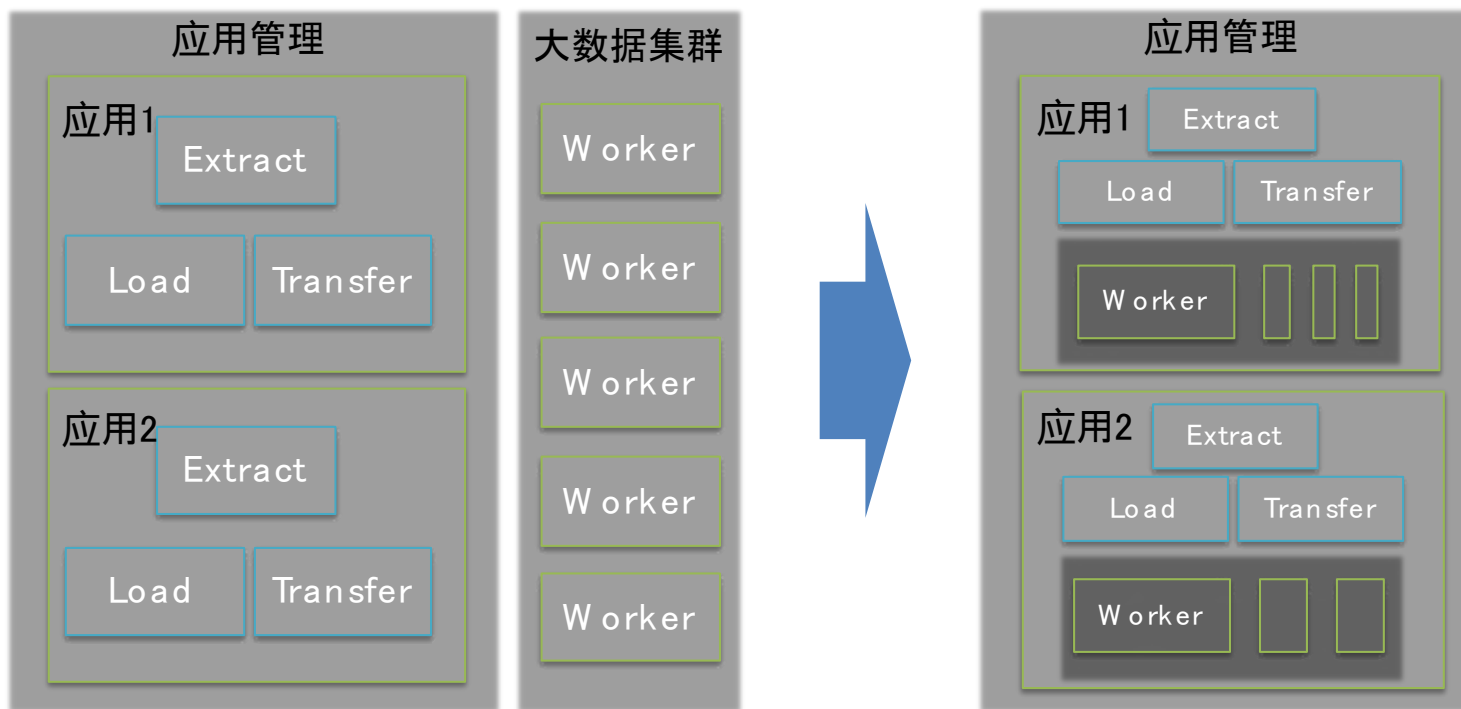 应用管理
应用1
Extract
Load
Transfer
应用2
Extract
Load
Transfer
大数据集群
Worker
Worker
Worker
Worker
Worker
应用管理
应用1
Extract
Load
Transfer
Worker
应用2
Extract
Load
Transfer
Worker